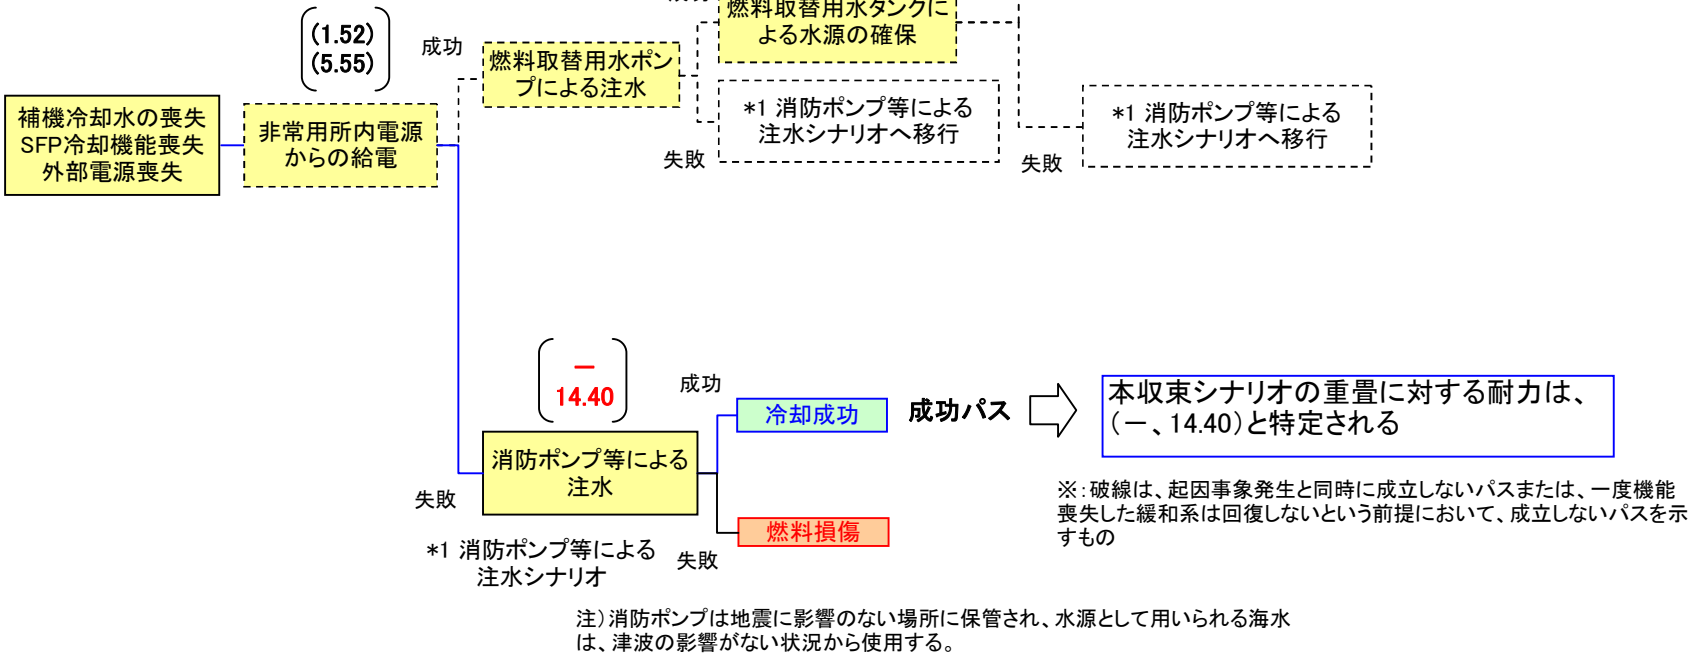 燃料取替用水タンクに
よる水源の確保
(1.52)
(5.55)
成功
燃料取替用水ポン
プによる注水
*1 消防ポンプ等による
注水シナリオへ移行
失敗
*1 消防ポンプ等による
注水シナリオへ移行
失敗
補機冷却水の喪失
SFP冷却機能喪失
外部電源喪失
非常用所内電源
からの給電
－
14.40
成功
冷却成功
成功パス
本収束シナリオの重畳に対する耐力は、
(－、14.40)と特定される
消防ポンプ等による
注水
失敗
*1 消防ポンプ等による
注水シナリオ
燃料損傷
失敗
※：破線は、起因事象発生と同時に成立しないパスまたは、一度機能
喪失した緩和系は回復しないという前提において、成立しないパスを示
すもの
注）消防ポンプは地震に影響のない場所に保管され、水源として用いられる海水
は、津波の影響がない状況から使用する。